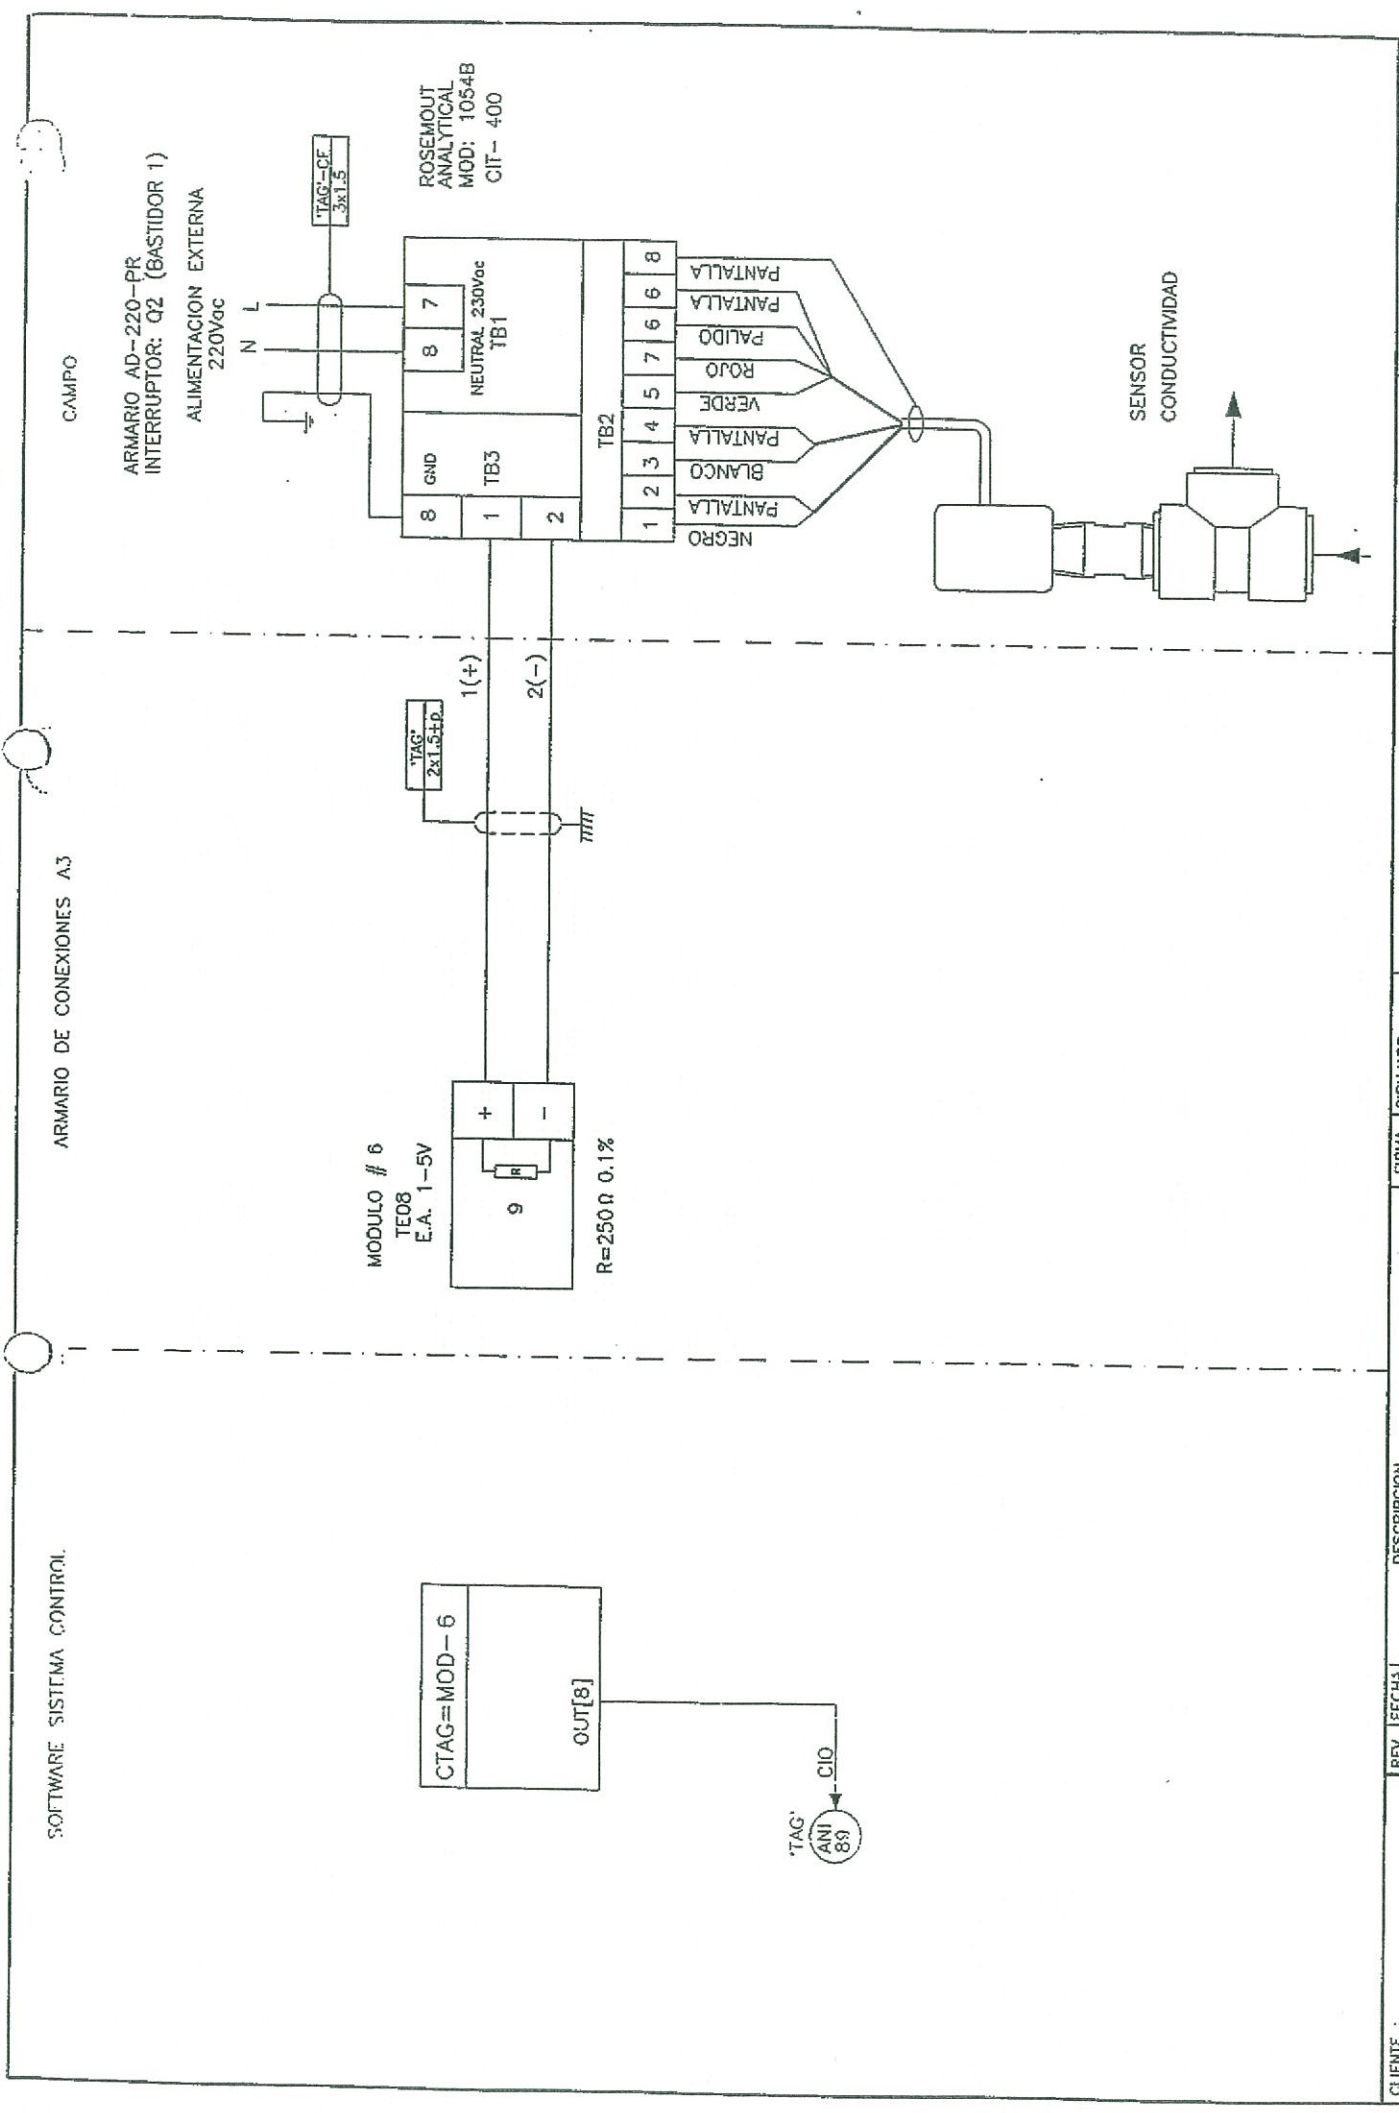 SOFTWARE SISTEMA CONTROL
CTAG=MOD-6
OUT[8]
CIO
'TAG'
ANI
89
ARMARIO DE CONEXIONES A3
MODULO # 6
TE08
E.A. 1-5V
+
-
R
9
R=250Ω 0.1%
'TAG'
2x1.5+p
1(+)
2(-)
CAMPO
ARMARIO AD-220-PR
INTERRUPTOR: Q2 (BASTIDOR 1)
ALIMENTACION EXTERNA
220Vac
N
L
'TAG'-CF
3x1.5
ROSEMOUT
ANALYTICAL
MOD: 1054B
CIT- 400
8
GND
8
7
NEUTRAL 230Vac
TB1
1
TB3
2
TB2
1
2
3
4
5
7
6
6
8
NEGRO
PANTALLA
BLANCO
PANTALLA
VERDE
ROJO
PALIDO
PANTALLA
PANTALLA
SENSOR
CONDUCTIVIDAD
CLIENTE :
REV
FECHA
DESCRIPCION